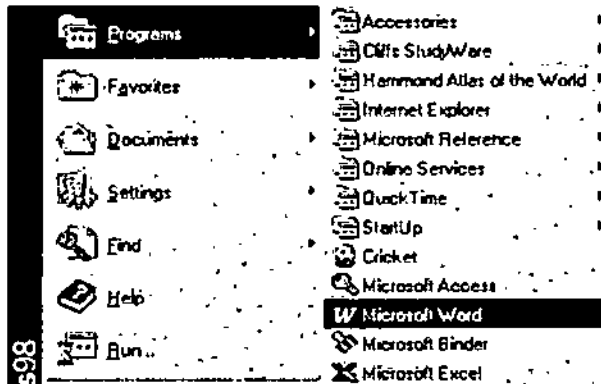 Programs
Favorites
Documents
Settings
Find
Help
Run...
s98
Accessories
Cliffs StudyWare
Hammond Atlas of the World
Internet Explorer
Microsoft Reference
Online Services
QuickTime
StartUp
Cricket
Microsoft Access
Microsoft Word
Microsoft Binder
Microsoft Excel